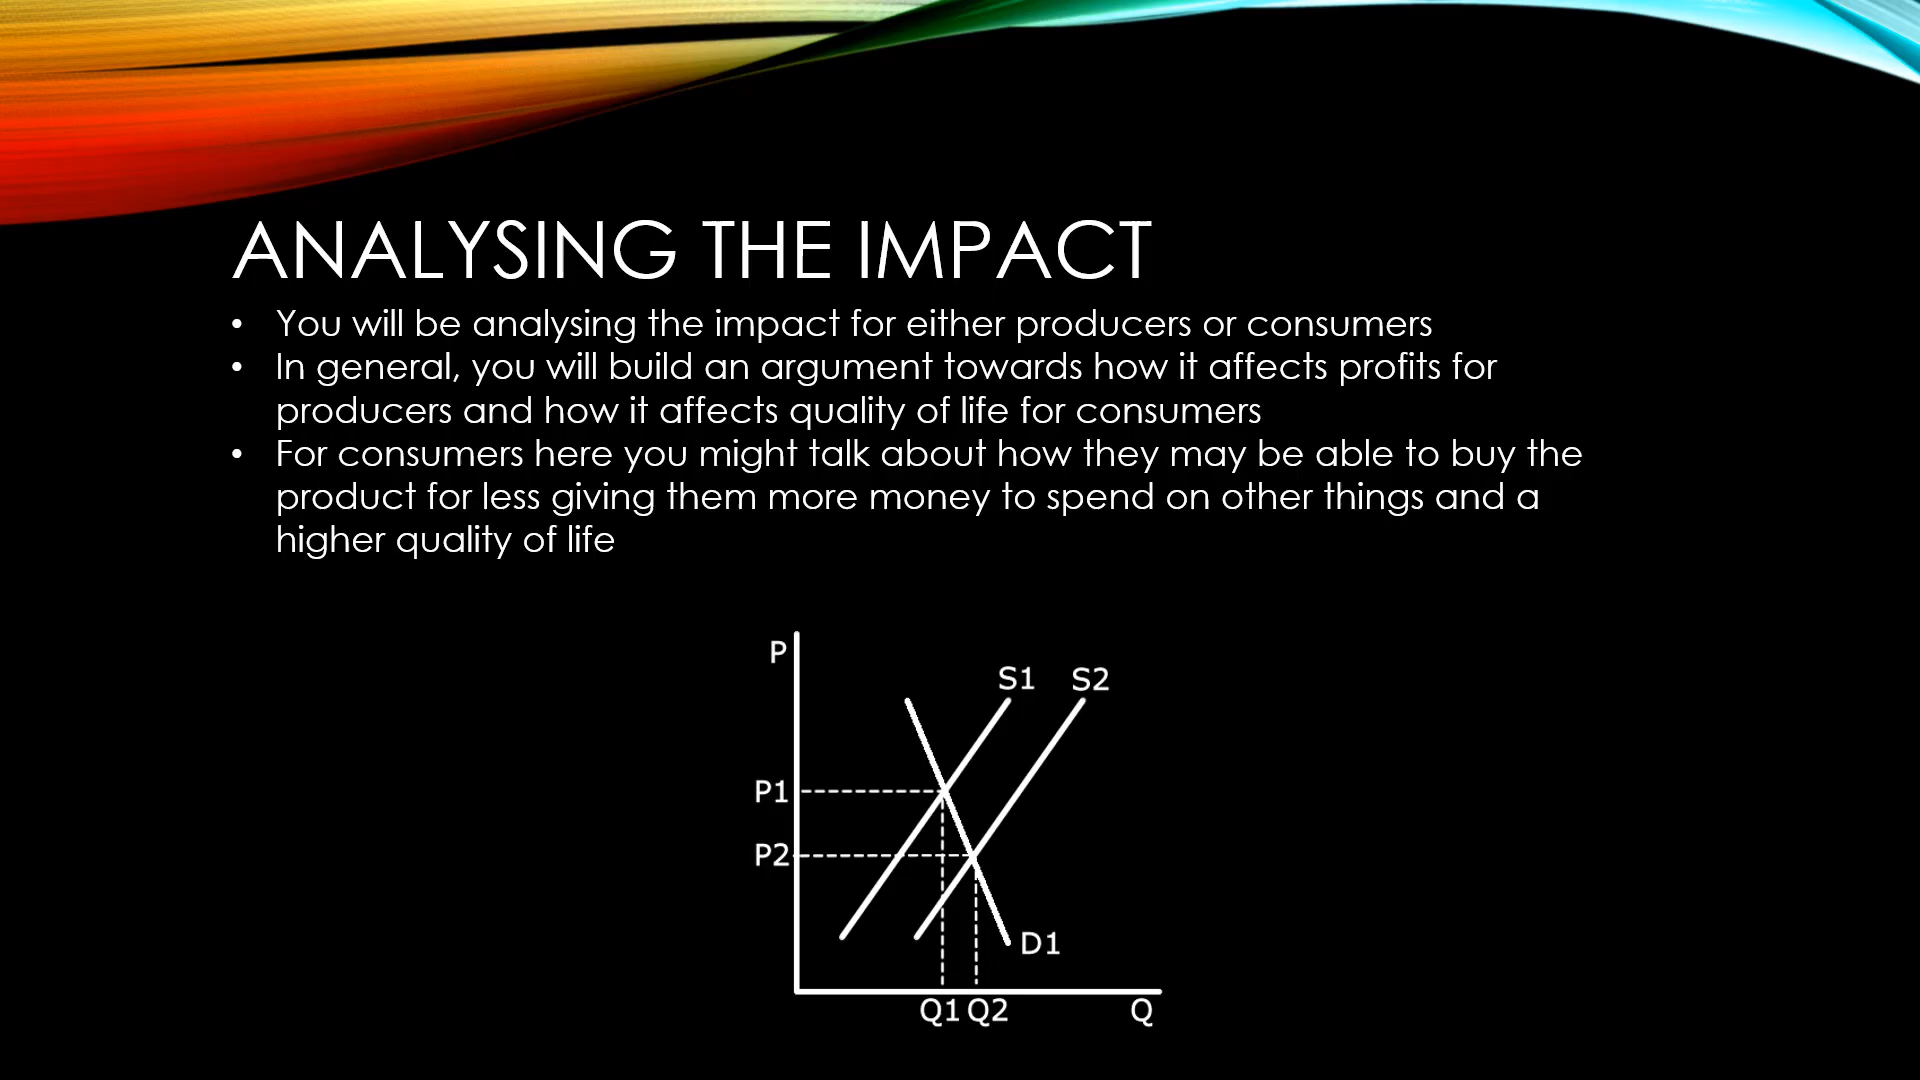 ANALYSING THE IMPACT
• You will be analysing the impact for either producers or consumers
• In general, you will build an argument towards how it affects profits for
producers and how it affects quality of life for consumers
• For consumers here you might talk about how they may be able to buy the
product for less giving them more money to spend on other things and a
higher quality of life
P
S1 S2
P1
P2
D1
Q1 Q2 Q